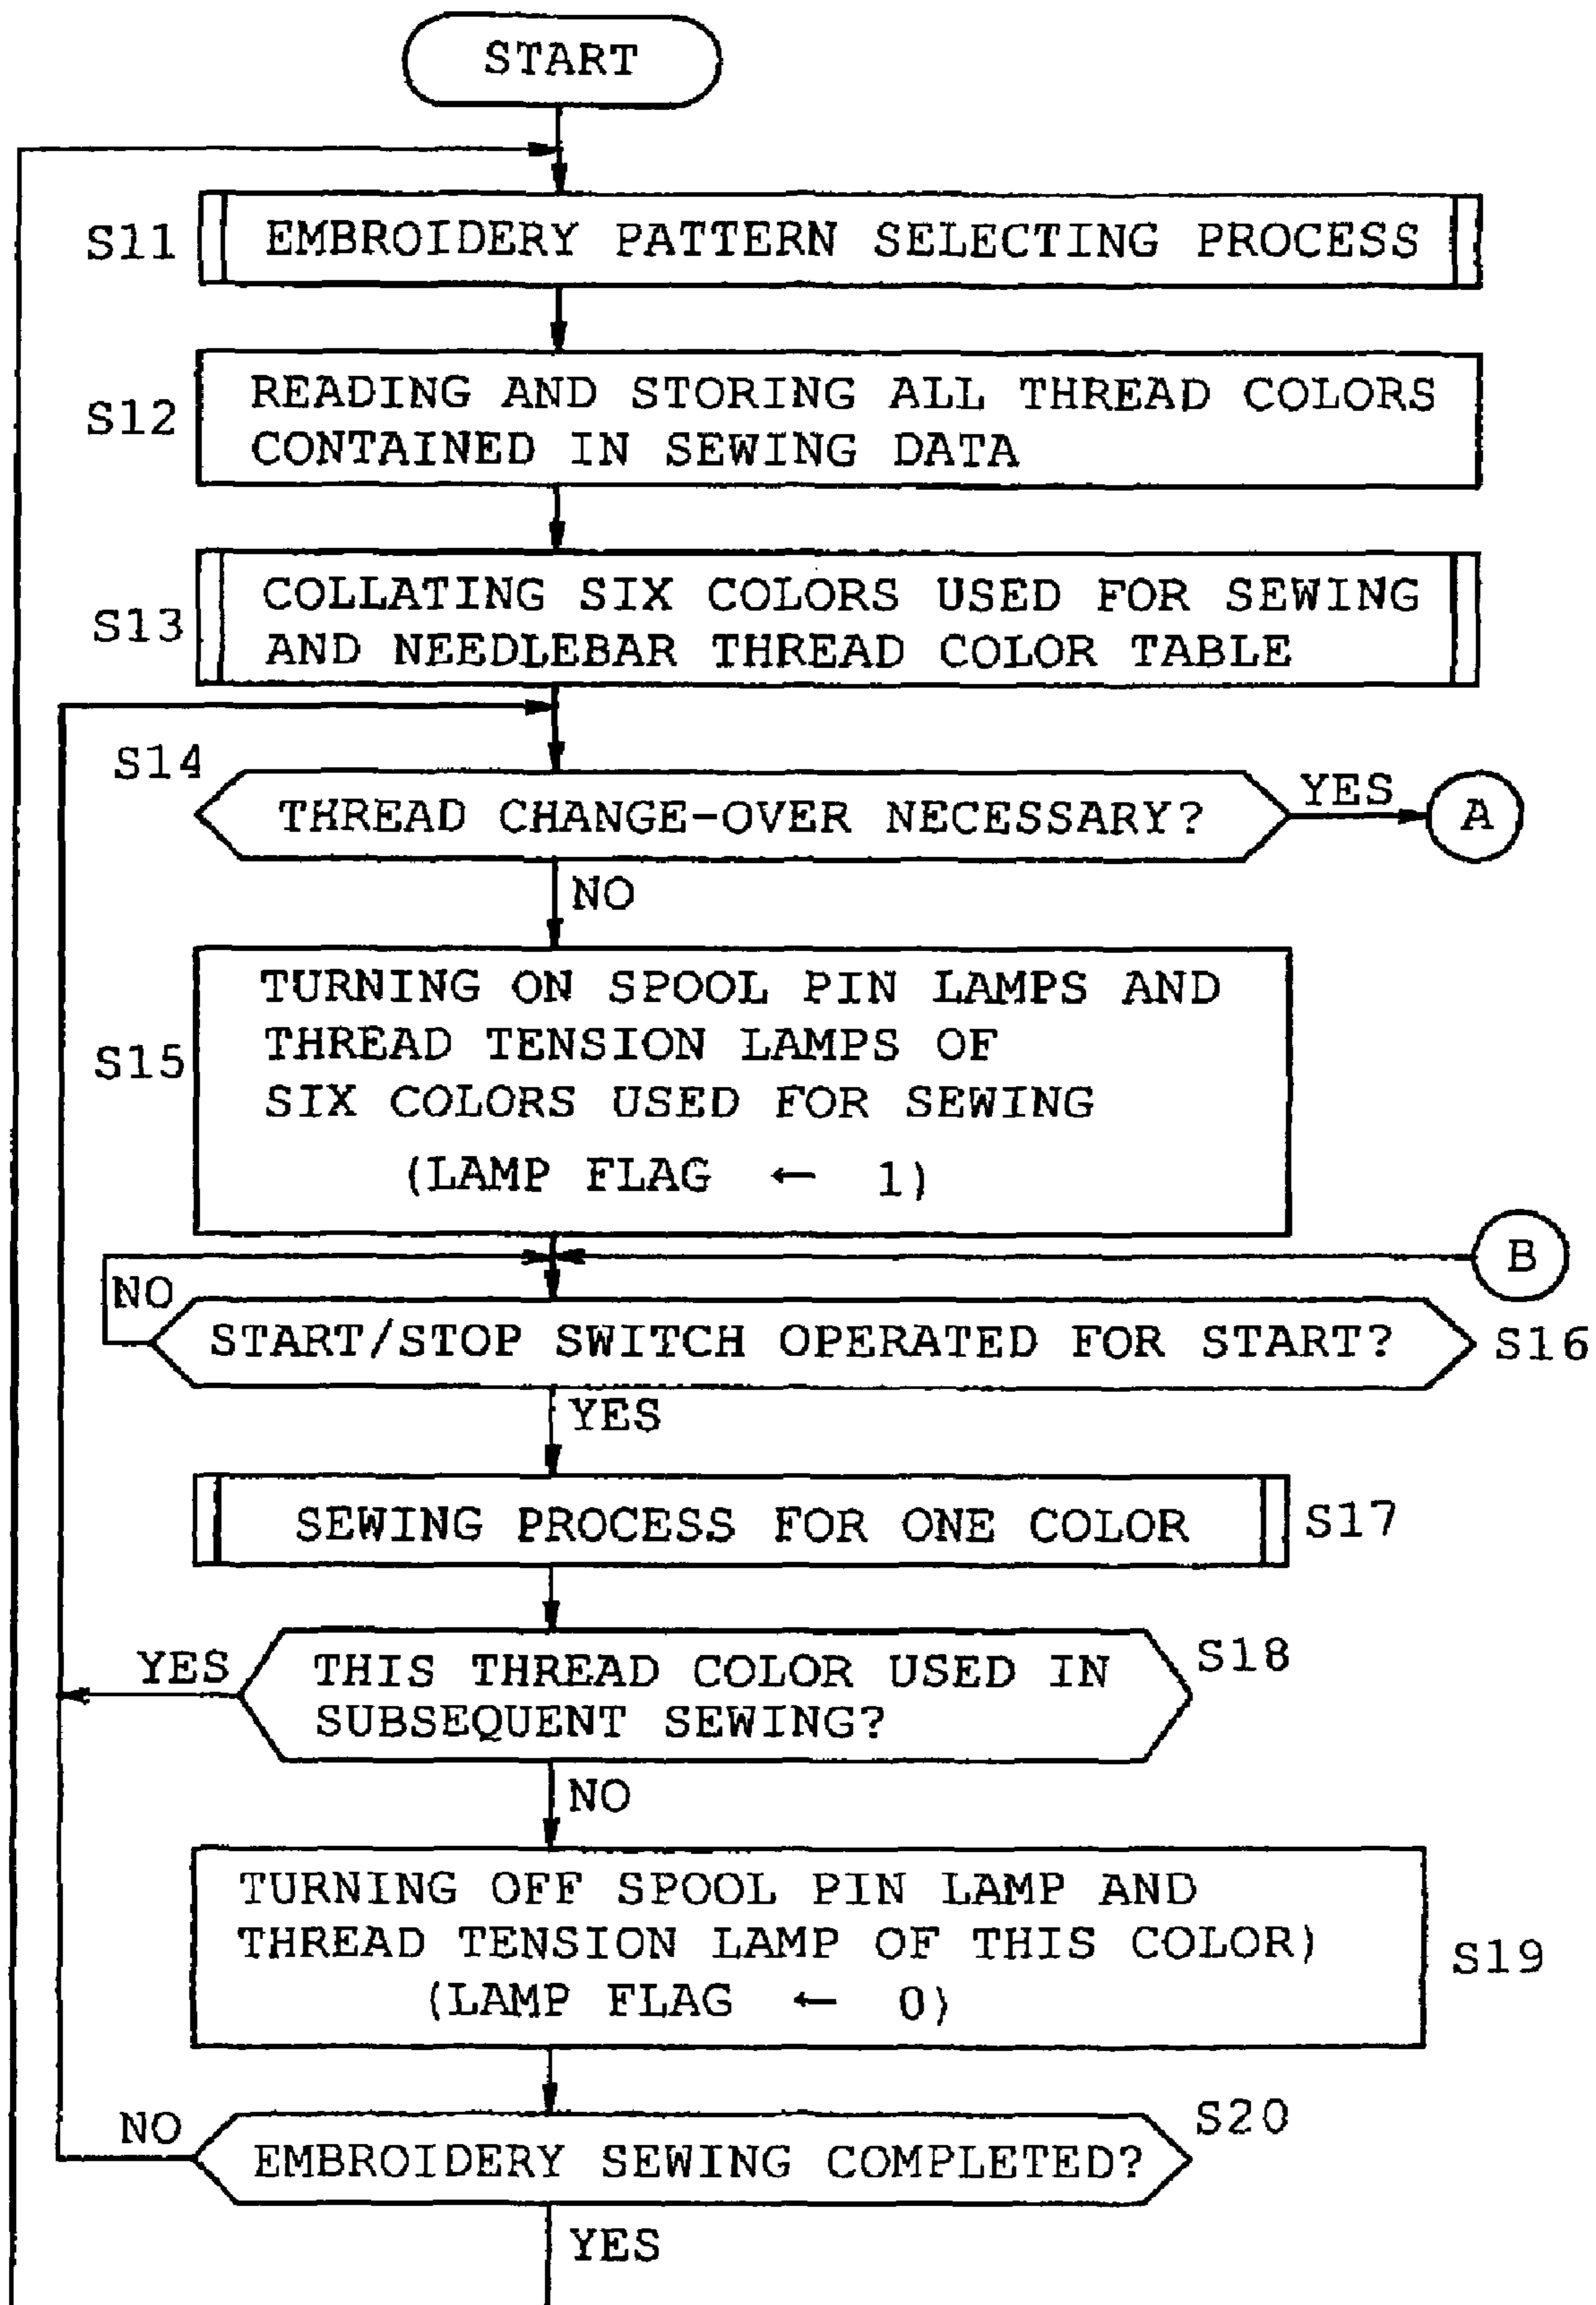 START
S11
EMBROIDERY PATTERN SELECTING PROCESS
S12
READING AND STORING ALL THREAD COLORS
CONTAINED IN SEWING DATA
S13
COLLATING SIX COLORS USED FOR SEWING
AND NEEDLEBAR THREAD COLOR TABLE
S14
THREAD CHANGE-OVER NECESSARY?
YES
A
NO
S15
TURNING ON SPOOL PIN LAMPS AND
THREAD TENSION LAMPS OF
SIX COLORS USED FOR SEWING
(LAMP FLAG ← 1)
B
NO
START/STOP SWITCH OPERATED FOR START?
S16
YES
SEWING PROCESS FOR ONE COLOR
S17
YES
THIS THREAD COLOR USED IN
SUBSEQUENT SEWING?
S18
NO
TURNING OFF SPOOL PIN LAMP AND
THREAD TENSION LAMP OF THIS COLOR)
(LAMP FLAG ← 0)
S19
NO
EMBROIDERY SEWING COMPLETED?
S20
YES